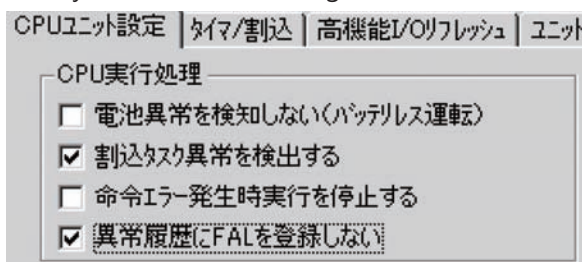 CPUﾕﾆｯﾄ設定 ﾀｲﾏ/割込 高機能I/Oﾘﾌﾚｯｼｭ ﾕﾆｯﾄ
CPU実行処理
電池異常を検知しない(ﾊﾞｯﾃﾘﾚｽ運転)
割込ﾀｽｸ異常を検出する
命令ｴﾗｰ発生時実行を停止する
異常履歴にFALを登録しない